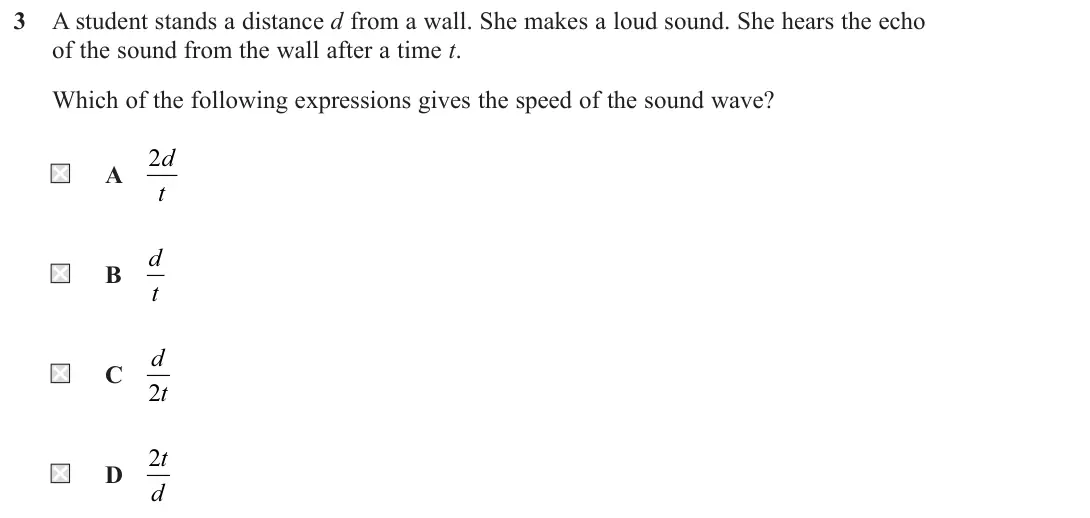 3 A student stands a distance d from a wall. She makes a loud sound. She hears the echo
of the sound from the wall after a time t.
Which of the following expressions gives the speed of the sound wave?
A 2d/t
B d/t
C d/2t
D 2t/d